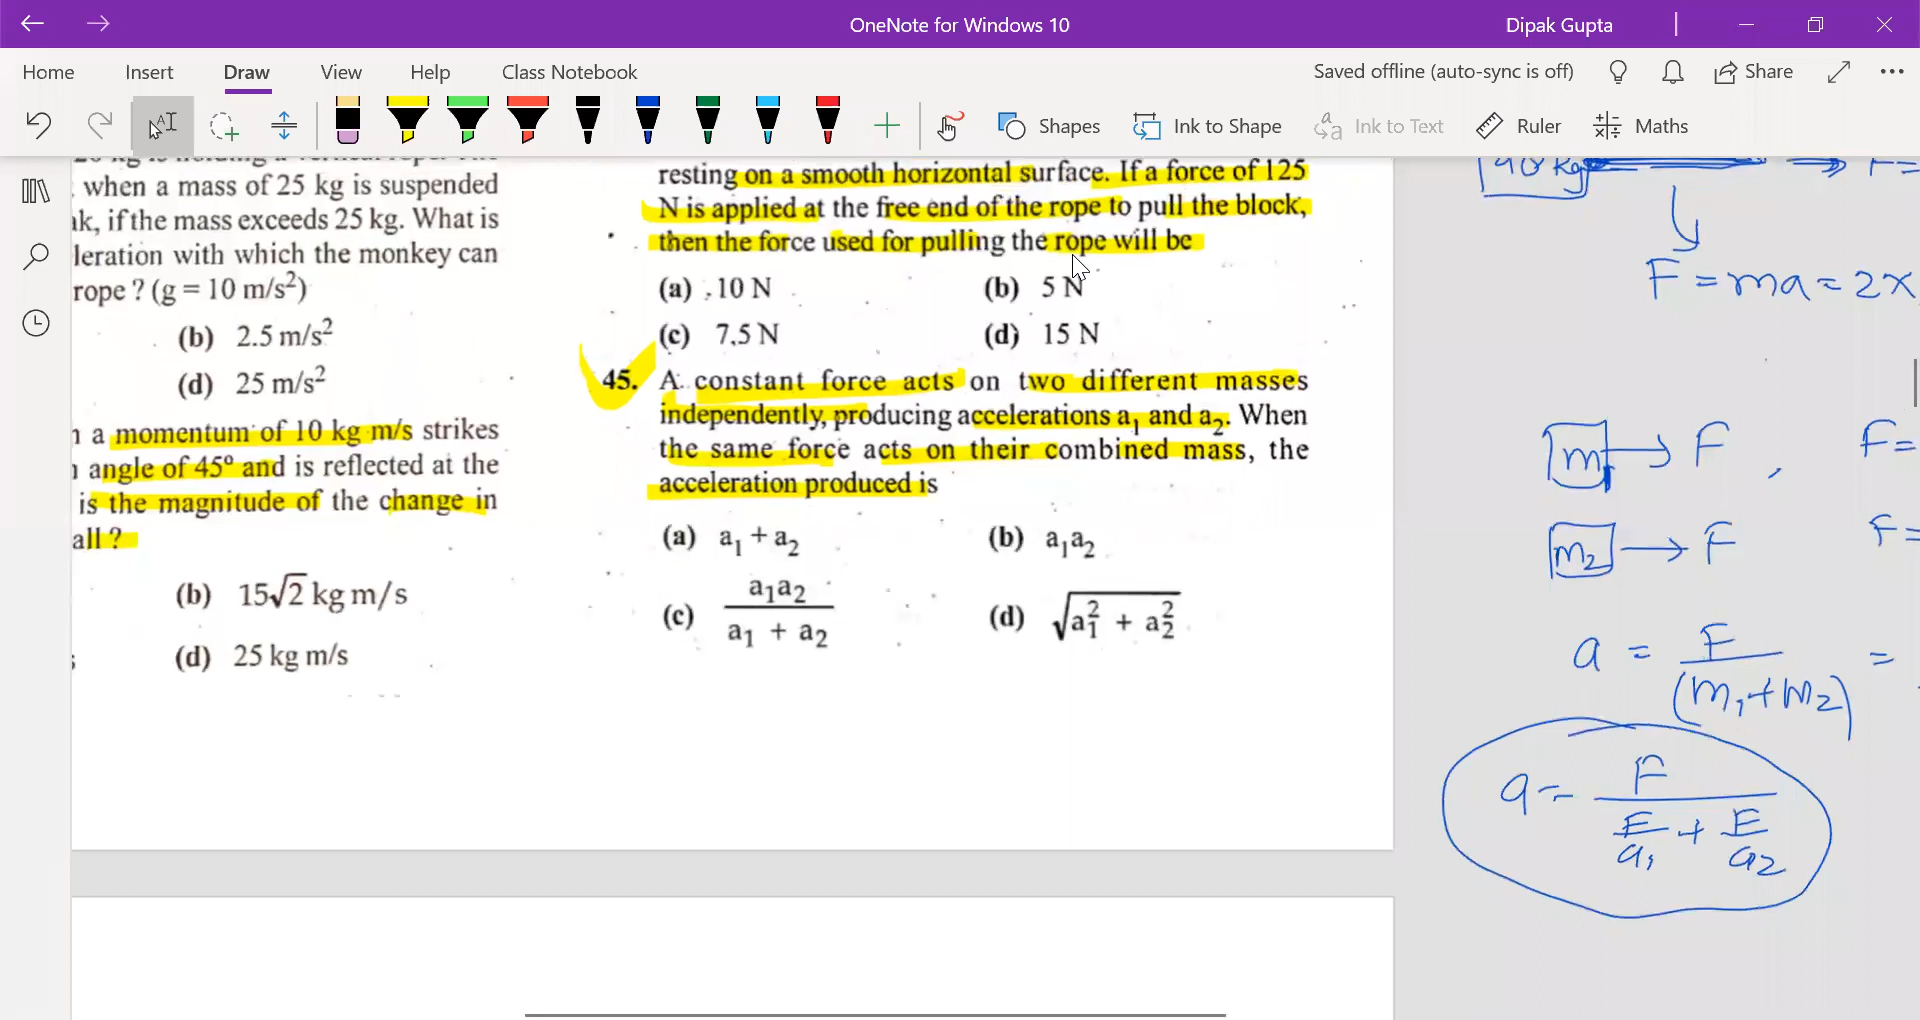 OneNote for Windows 10
Dipak Gupta
Home Insert Draw View Help Class Notebook
Saved offline (auto-sync is off) Share
Shapes Ink to Shape Ink to Text Ruler Maths
when a mass of 25 kg is suspended
if the mass exceeds 25 kg. What is
with which the monkey can
rope ? (g = 10 m/s²)
(b) 2.5 m/s²
(d) 25 m/s²
a momentum of 10 kg m/s strikes
angle of 45º and is reflected at the
is the magnitude of the change in
all ?
(b) 15√2 kg m/s
(d) 25 kg m/s
resting on a smooth horizontal surface. If a force of 125
N is applied at the free end of the rope to pull the block,
then the force used for pulling the rope will be
(a) 10 N (b) 5 N
(c) 7.5 N (d) 15 N
45. A constant force acts on two different masses
independently, producing accelerations a₁ and a₂. When
the same force acts on their combined mass, the
acceleration produced is
(a) a₁ + a₂ (b) a₁a₂
(c) a₁a₂ / a₁ + a₂ (d) √a₁² + a₂²
F =
F = ma = 2x
m → F , F =
m₂ → F F =
a = F / (m₁+m₂) =
a = F / F/a₁ + F/a₂